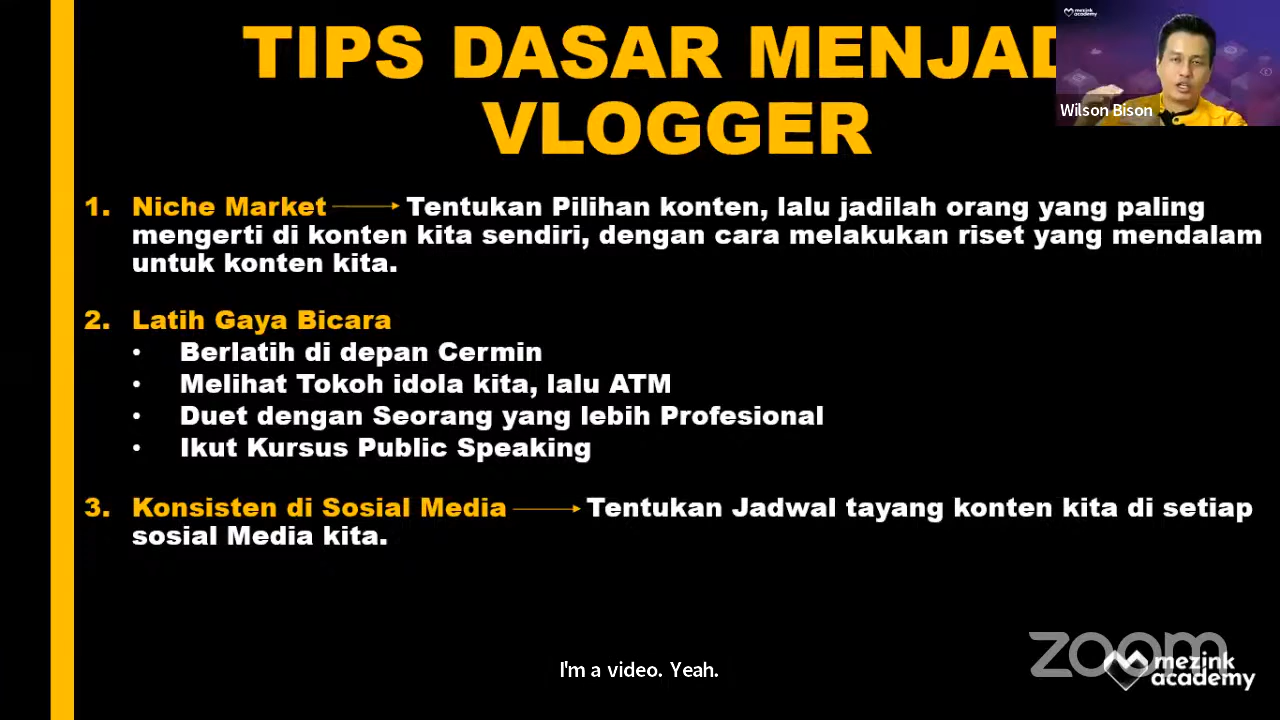 TIPS DASAR MENJAD
VLOGGER
mezink academy
Wilson Bison
1. Niche Market → Tentukan Pilihan konten, lalu jadilah orang yang paling
mengerti di konten kita sendiri, dengan cara melakukan riset yang mendalam
untuk konten kita.
2. Latih Gaya Bicara
• Berlatih di depan Cermin
• Melihat Tokoh idola kita, lalu ATM
• Duet dengan Seorang yang lebih Profesional
• Ikut Kursus Public Speaking
3. Konsisten di Sosial Media → Tentukan Jadwal tayang konten kita di setiap
sosial Media kita.
I'm a video. Yeah.
zoom
mezink
academy